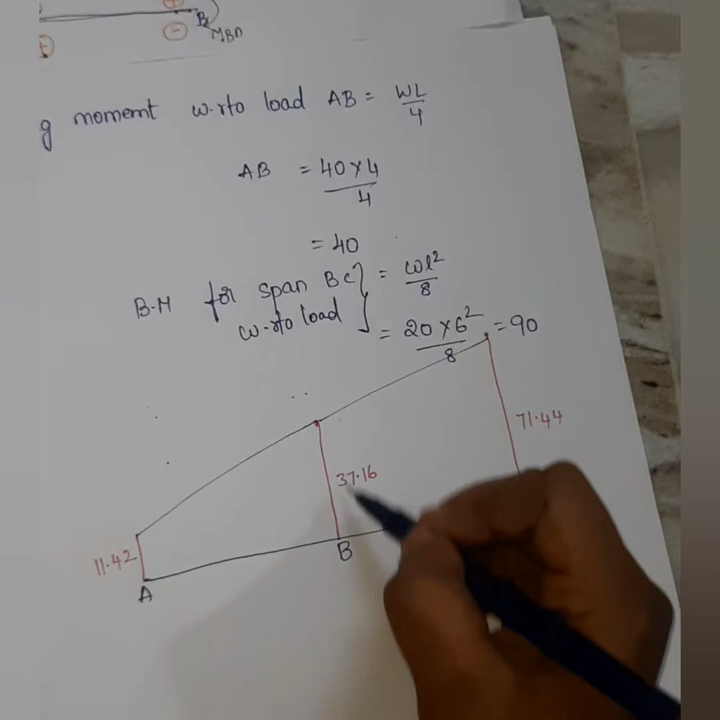 + - B
MBD
g moment w.r to load AB = WL/4
AB = 40 x 4/4
= 40
B.M for span BC } = wl²/8
w.r to load = 20 x 6²/8 = 90
71.44
37.16
11.42
B
A